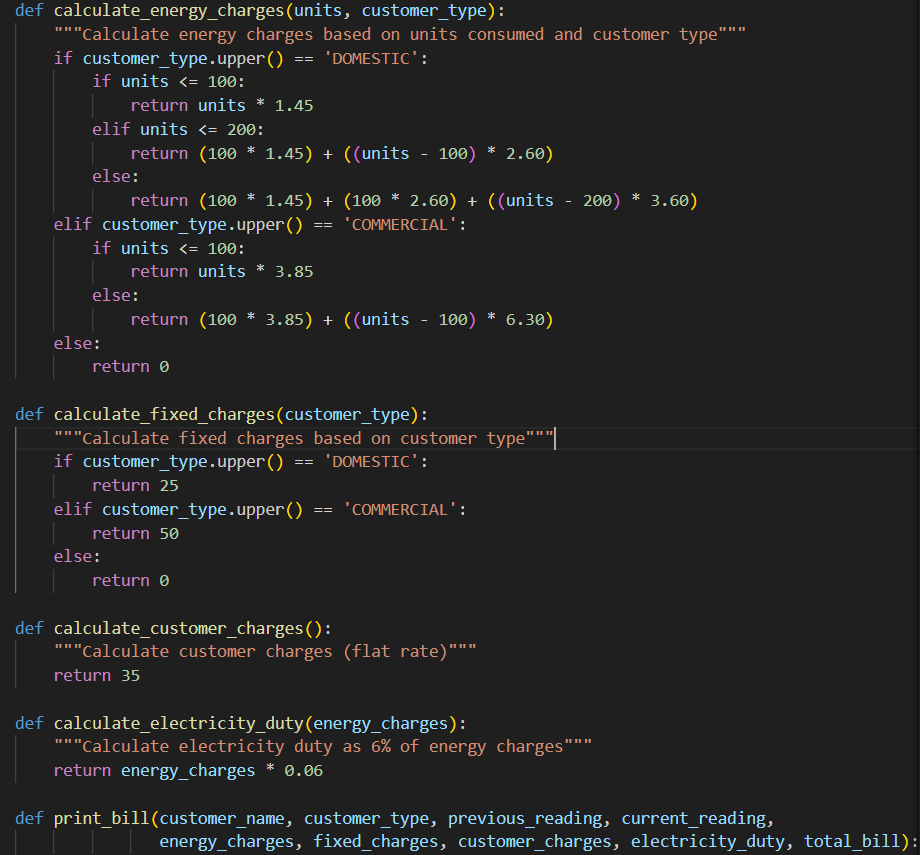 def calculate_energy_charges(units, customer_type):
    """Calculate energy charges based on units consumed and customer type"""
    if customer_type.upper() == 'DOMESTIC':
        if units <= 100:
            return units * 1.45
        elif units <= 200:
            return (100 * 1.45) + ((units - 100) * 2.60)
        else:
            return (100 * 1.45) + (100 * 2.60) + ((units - 200) * 3.60)
    elif customer_type.upper() == 'COMMERCIAL':
        if units <= 100:
            return units * 3.85
        else:
            return (100 * 3.85) + ((units - 100) * 6.30)
    else:
        return 0

def calculate_fixed_charges(customer_type):
    """Calculate fixed charges based on customer type"""
    if customer_type.upper() == 'DOMESTIC':
        return 25
    elif customer_type.upper() == 'COMMERCIAL':
        return 50
    else:
        return 0

def calculate_customer_charges():
    """Calculate customer charges (flat rate)"""
    return 35

def calculate_electricity_duty(energy_charges):
    """Calculate electricity duty as 6% of energy charges"""
    return energy_charges * 0.06

def print_bill(customer_name, customer_type, previous_reading, current_reading,
               energy_charges, fixed_charges, customer_charges, electricity_duty, total_bill):